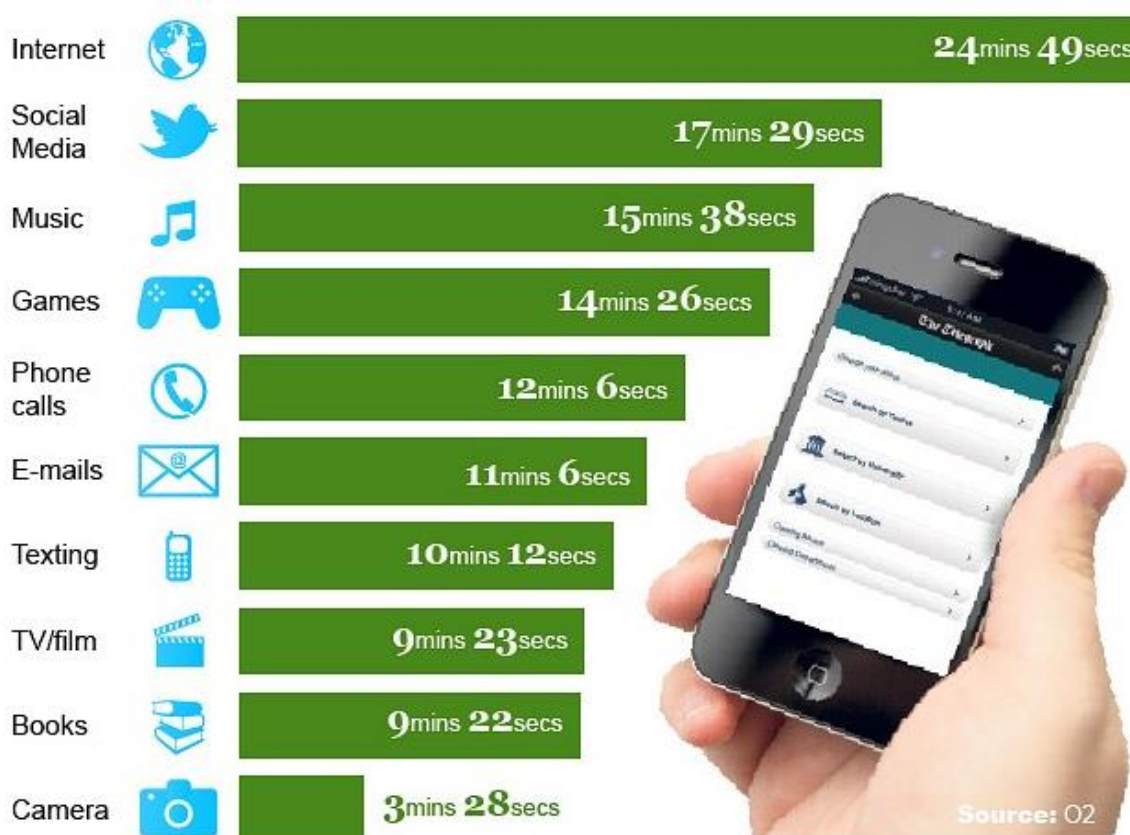 Internet
24mins 49secs
Social
Media
17mins 29secs
Music
15mins 38secs
Games
14mins 26secs
Phone
calls
12mins 6secs
E-mails
@
11mins 6secs
Texting
10mins 12secs
TV/film
9mins 23secs
Books
9mins 22secs
Camera
3mins 28secs
The Telegraph
Source: O2